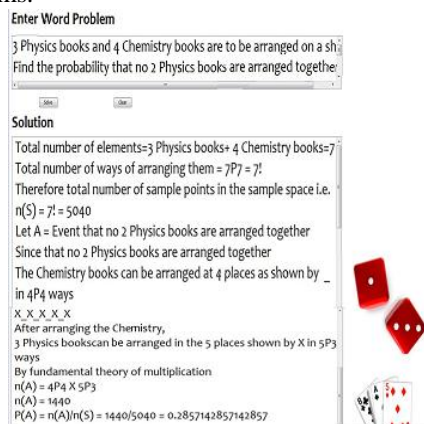 ms.
Enter Word Problem
3 Physics books and 4 Chemistry books are to be arranged on a sh
Find the probability that no 2 Physics books are arranged together
Solve Clear
Solution
Total number of elements=3 Physics books+ 4 Chemistry books=7
Total number of ways of arranging them = 7P7 = 7!
Therefore total number of sample points in the sample space i.e.
n(S) = 7! = 5040
Let A = Event that no 2 Physics books are arranged together
Since that no 2 Physics books are arranged together
The Chemistry books can be arranged at 4 places as shown by _
in 4P4 ways
X_X_X_X_X
After arranging the Chemistry,
3 Physics bookscan be arranged in the 5 places shown by X in 5P3
ways
By fundamental theory of multiplication
n(A) = 4P4 X 5P3
n(A) = 1440
P(A) = n(A)/n(S) = 1440/5040 = 0.2857142857142857